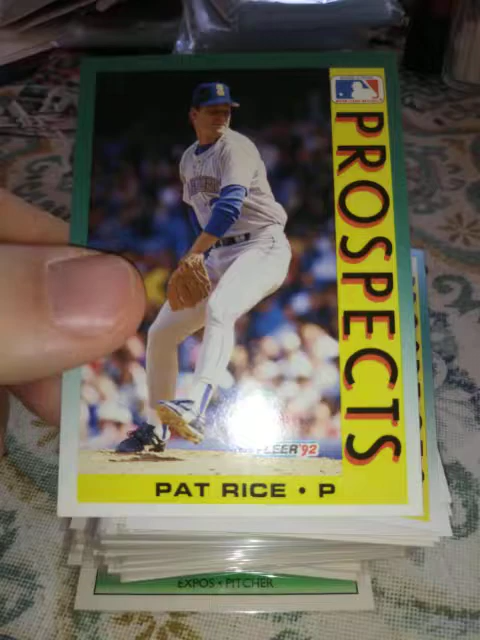 PROSPECTS
FLEER '92
PAT RICE • P
EXPOS • PITCHER